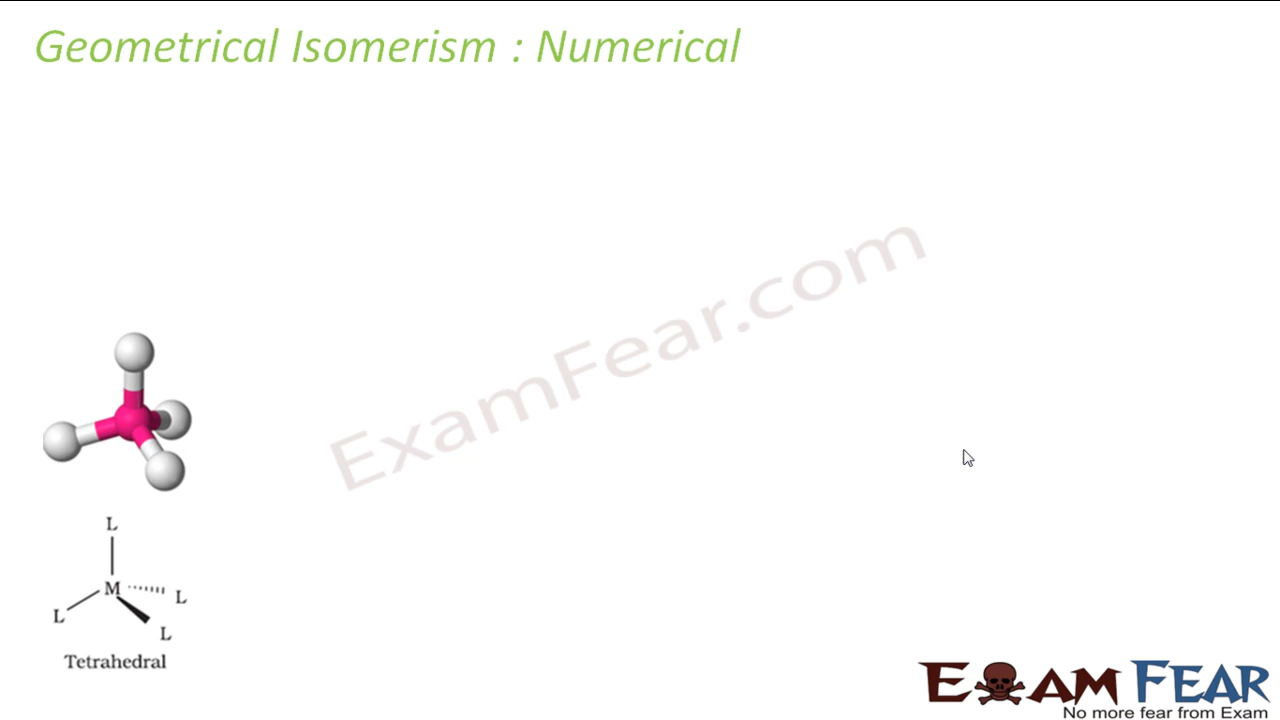 Geometrical Isomerism : Numerical
ExamFear.com
L
M
L
L
L
Tetrahedral
EXAM FEAR
No more fear from Exam